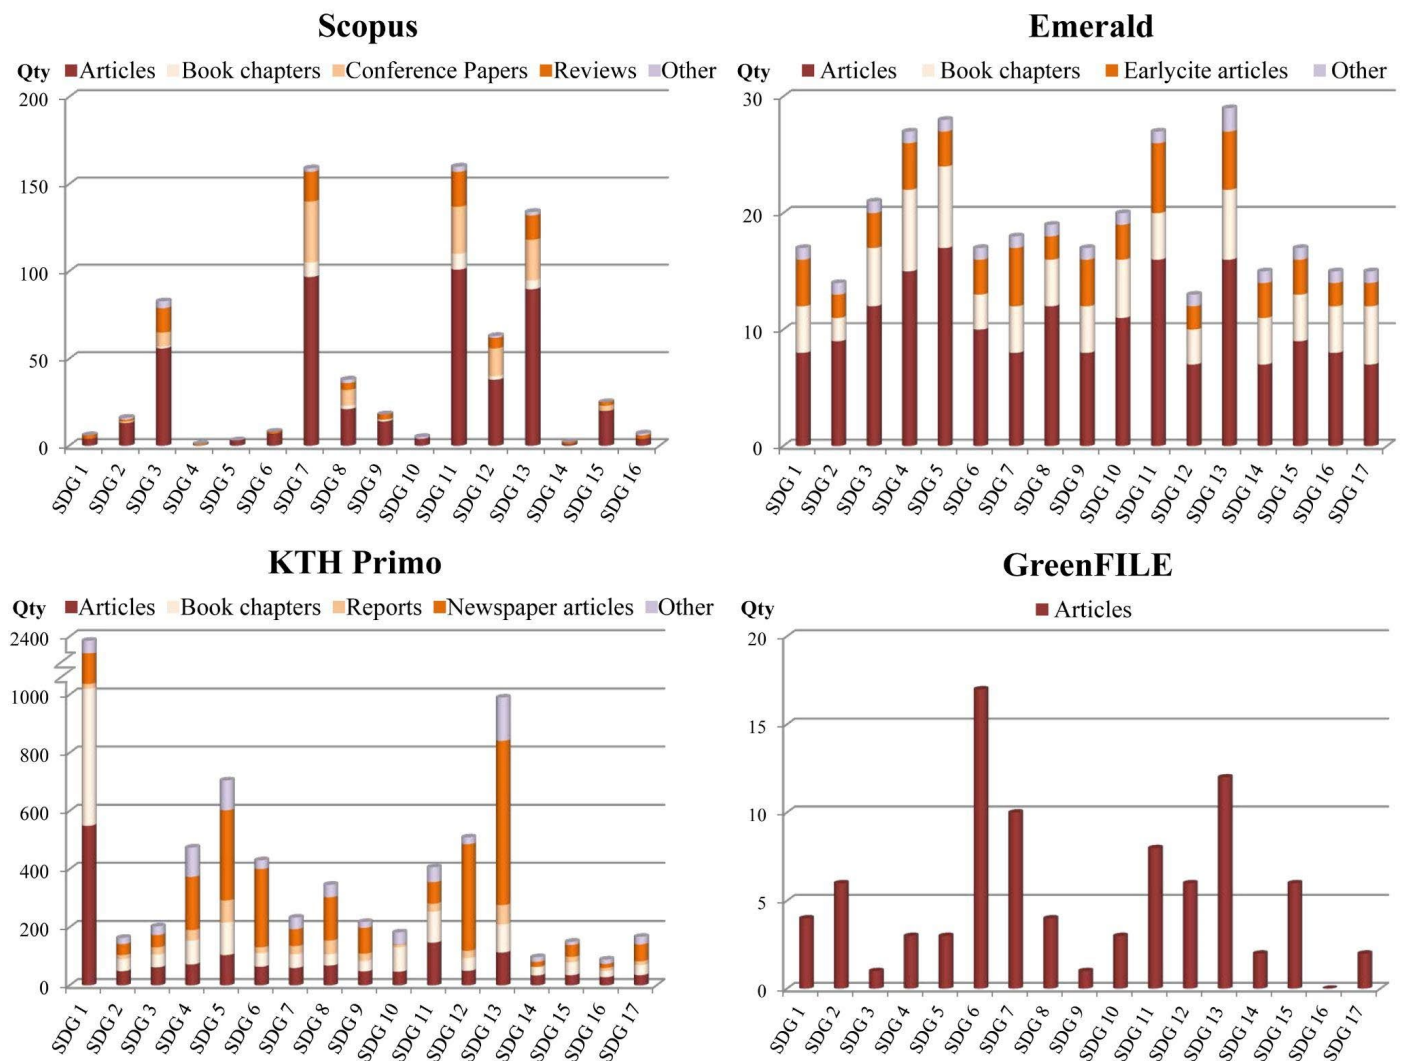 Scopus
Qty Articles Book chapters Conference Papers Reviews Other
200
150
100
50
0
SDG 1 SDG 2 SDG 3 SDG 4 SDG 5 SDG 6 SDG 7 SDG 8 SDG 9 SDG 10 SDG 11 SDG 12 SDG 13 SDG 14 SDG 15 SDG 16
Emerald
Qty Articles Book chapters Earlycite articles Other
30
20
10
0
SDG 1 SDG 2 SDG 3 SDG 4 SDG 5 SDG 6 SDG 7 SDG 8 SDG 9 SDG 10 SDG 11 SDG 12 SDG 13 SDG 14 SDG 15 SDG 16 SDG 17
KTH Primo
Qty Articles Book chapters Reports Newspaper articles Other
2400
1000
800
600
400
200
0
SDG 1 SDG 2 SDG 3 SDG 4 SDG 5 SDG 6 SDG 7 SDG 8 SDG 9 SDG 10 SDG 11 SDG 12 SDG 13 SDG 14 SDG 15 SDG 16 SDG 17
GreenFILE
Qty Articles
20
15
10
5
0
SDG 1 SDG 2 SDG 3 SDG 4 SDG 5 SDG 6 SDG 7 SDG 8 SDG 9 SDG 10 SDG 11 SDG 12 SDG 13 SDG 14 SDG 15 SDG 16 SDG 17